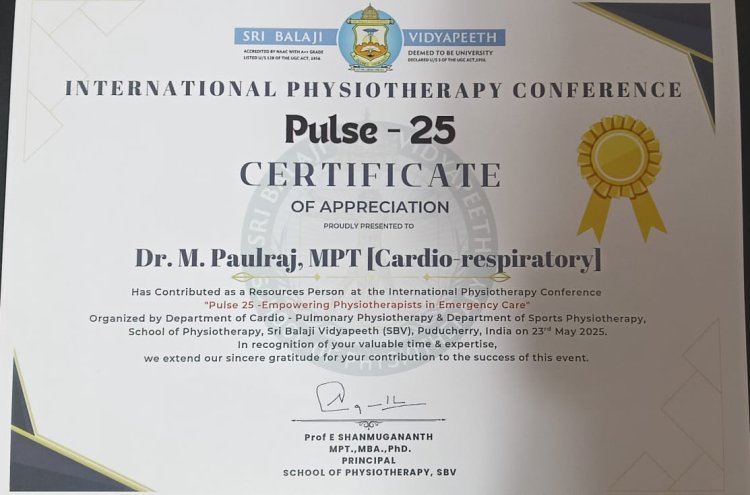 SRI BALAJI VIDYAPEETH
ACCREDITED BY NAAC WITH A++ GRADE
LISTED U/S 12B OF THE UGC ACT, 1956.
DEEMED TO BE UNIVERSITY
DECLARED U/S 3 OF THE UGC ACT,1956.
INTERNATIONAL PHYSIOTHERAPY CONFERENCE
Pulse - 25
CERTIFICATE
OF APPRECIATION
PROUDLY PRESENTED TO
Dr. M. Paulraj, MPT [Cardio-respiratory]
Has Contributed as a Resources Person at the International Physiotherapy Conference
"Pulse 25 -Empowering Physiotherapists in Emergency Care"
Organized by Department of Cardio - Pulmonary Physiotherapy & Department of Sports Physiotherapy,
School of Physiotherapy, Sri Balaji Vidyapeeth (SBV), Puducherry, India on 23rd May 2025.
In recognition of your valuable time & expertise,
we extend our sincere gratitude for your contribution to the success of this event.
Prof E SHANMUGANANTH
MPT.,MBA.,PhD.
PRINCIPAL
SCHOOL OF PHYSIOTHERAPY, SBV